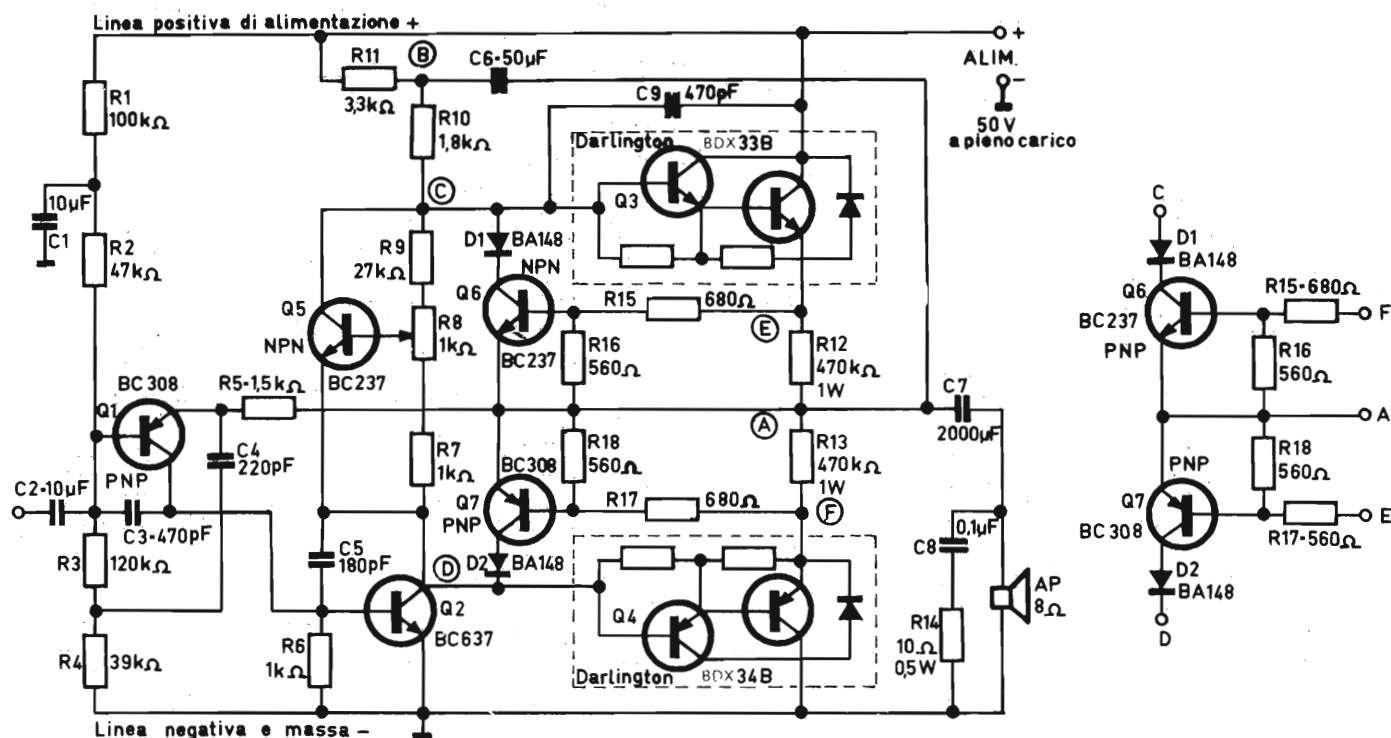 Linea positiva di alimentazione +
R1
100kΩ
10μF
C1
R2
47kΩ
R11
3,3kΩ
B
C6-50μF
R10
1,8kΩ
C9
470pF
+
ALIM.
-
50 V
a pieno carico
Darlington
BDX 33B
Q3
C
R9
27kΩ
D1
BA148
NPN
Q6
BC237
Q5
NPN
BC237
R8
1kΩ
R15
680Ω
R16
560Ω
E
R12
470kΩ
1W
BC308
Q1
PNP
R5-1,5kΩ
C4
220pF
A
C7
2000μF
R7
1kΩ
BC308
Q7
PNP
R18
560Ω
R17
680Ω
R13
470kΩ
1W
F
C2-10μF
C3-470pF
R3
120kΩ
C5
180pF
D2
BA148
D
Q2
BC637
Q4
Darlington
BDX 34B
0,1μF
C8
R14
10Ω
0,5W
AP
8Ω
R4
39kΩ
R6
1kΩ
Linea negativa e massa -
C
D1
BA148
Q6
BC237
PNP
R15-680Ω
F
R16
560Ω
A
PNP
Q7
BC308
R18
560Ω
E
R17-560Ω
D2
BA148
D